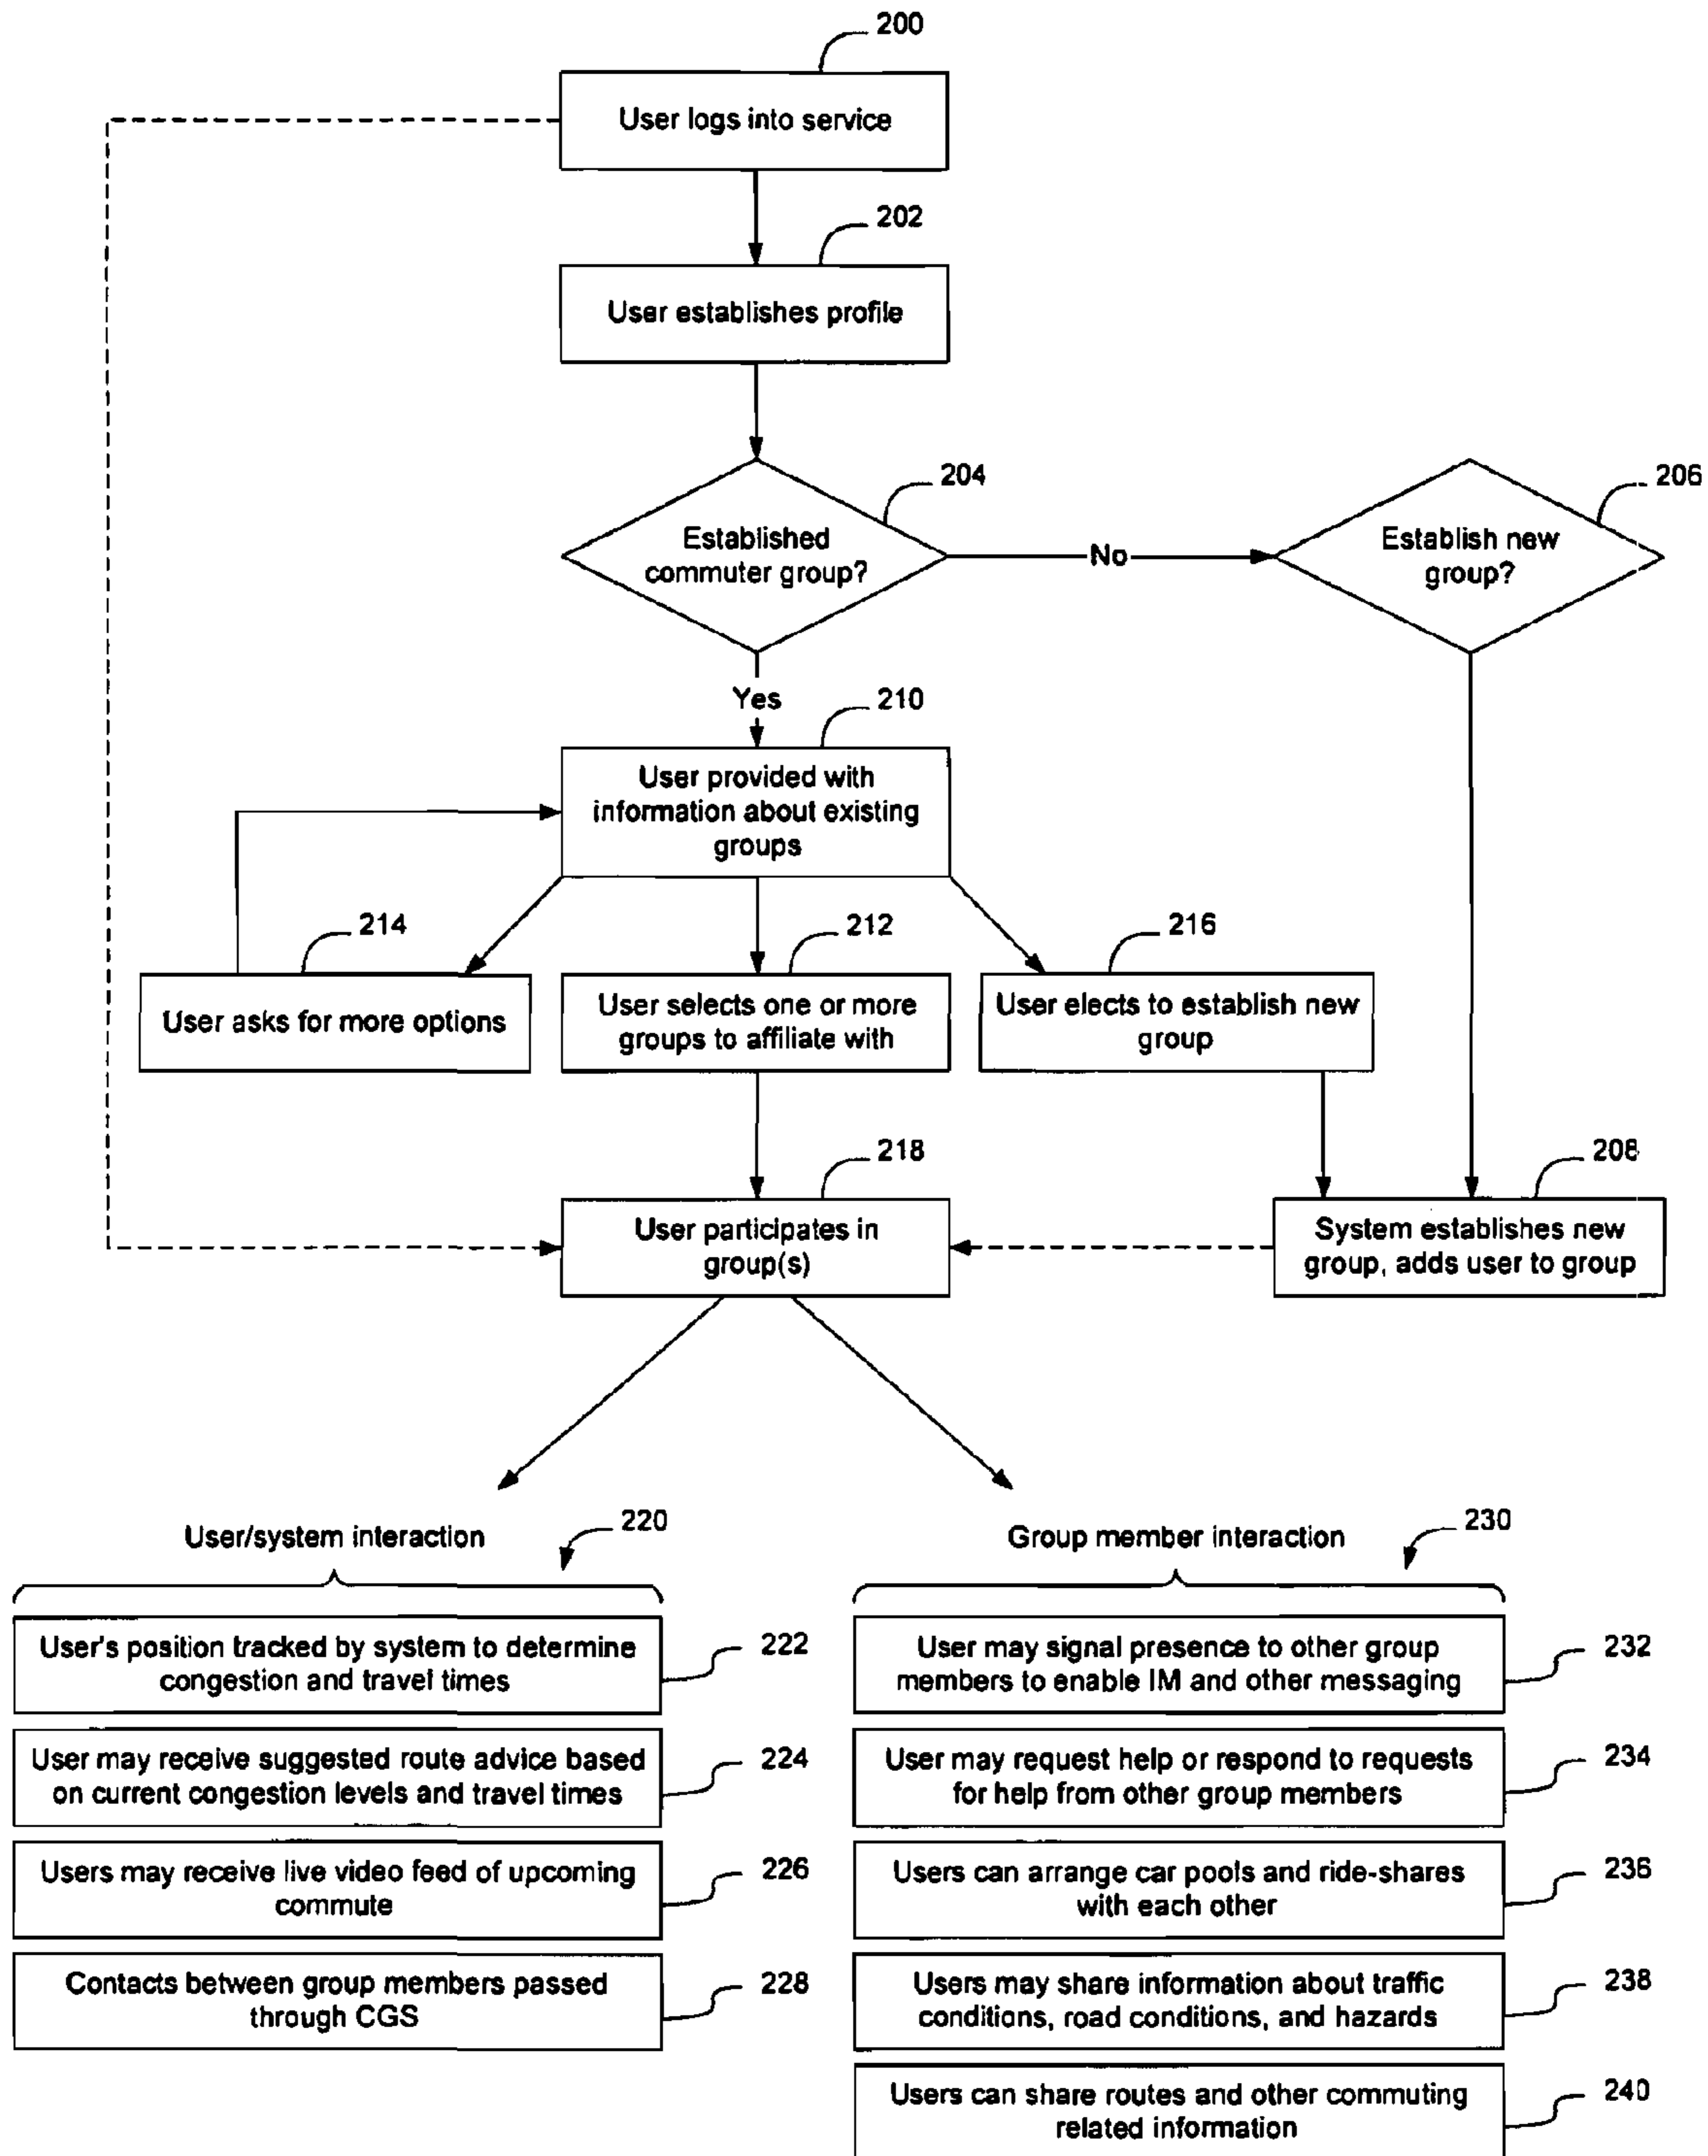 200
User logs into service
202
User establishes profile
204
Established
commuter group?
No
206
Establish new
group?
Yes
210
User provided with
information about existing
groups
214
User asks for more options
212
User selects one or more
groups to affiliate with
216
User elects to establish new
group
218
User participates in
group(s)
208
System establishes new
group, adds user to group
User/system interaction
220
User's position tracked by system to determine
congestion and travel times
222
User may receive suggested route advice based
on current congestion levels and travel times
224
Users may receive live video feed of upcoming
commute
226
Contacts between group members passed
through CGS
228
Group member interaction
230
User may signal presence to other group
members to enable IM and other messaging
232
User may request help or respond to requests
for help from other group members
234
Users can arrange car pools and ride-shares
with each other
236
Users may share information about traffic
conditions, road conditions, and hazards
238
Users can share routes and other commuting
related information
240